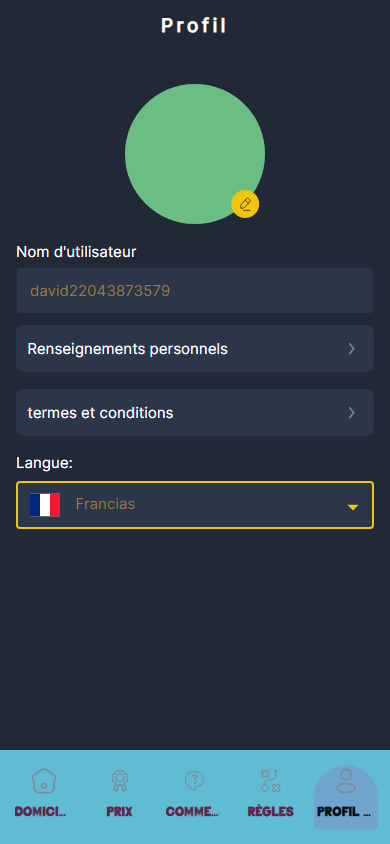 Profil
Nom d'utilisateur
david22043873579
Renseignements personnels
termes et conditions
Langue:
Francias
DOMICI...
PRIX
COMME...
RÈGLES
PROFIL ...